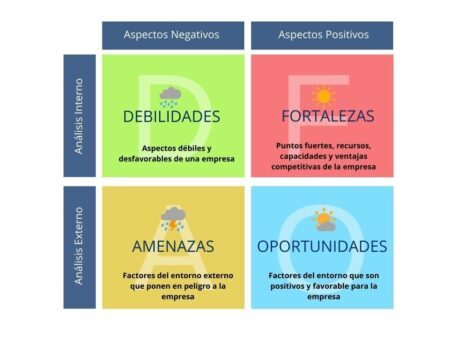 Aspectos Negativos
Aspectos Positivos
Análisis Interno
D
DEBILIDADES
Aspectos débiles y
desfavorables de una empresa
F
FORTALEZAS
Puntos fuertes, recursos,
capacidades y ventajas
competitivas de la empresa
Análisis Externo
A
AMENAZAS
Factores del entorno externo
que ponen en peligro a la
empresa
O
OPORTUNIDADES
Factores del entorno que son
positivos y favorable para la
empresa